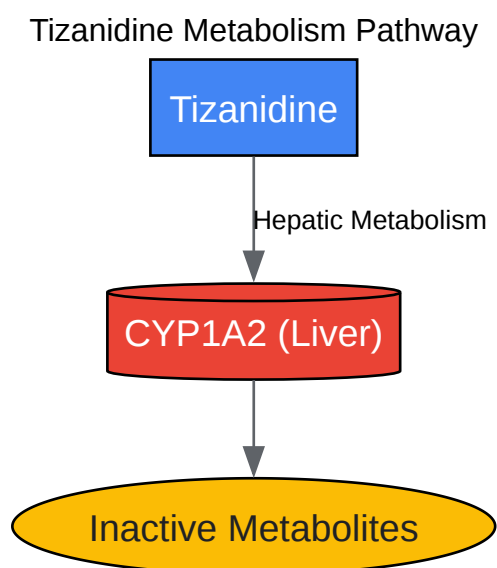 Tizanidine Metabolism Pathway
Tizanidine
Hepatic Metabolism
CYP1A2 (Liver)
Inactive Metabolites